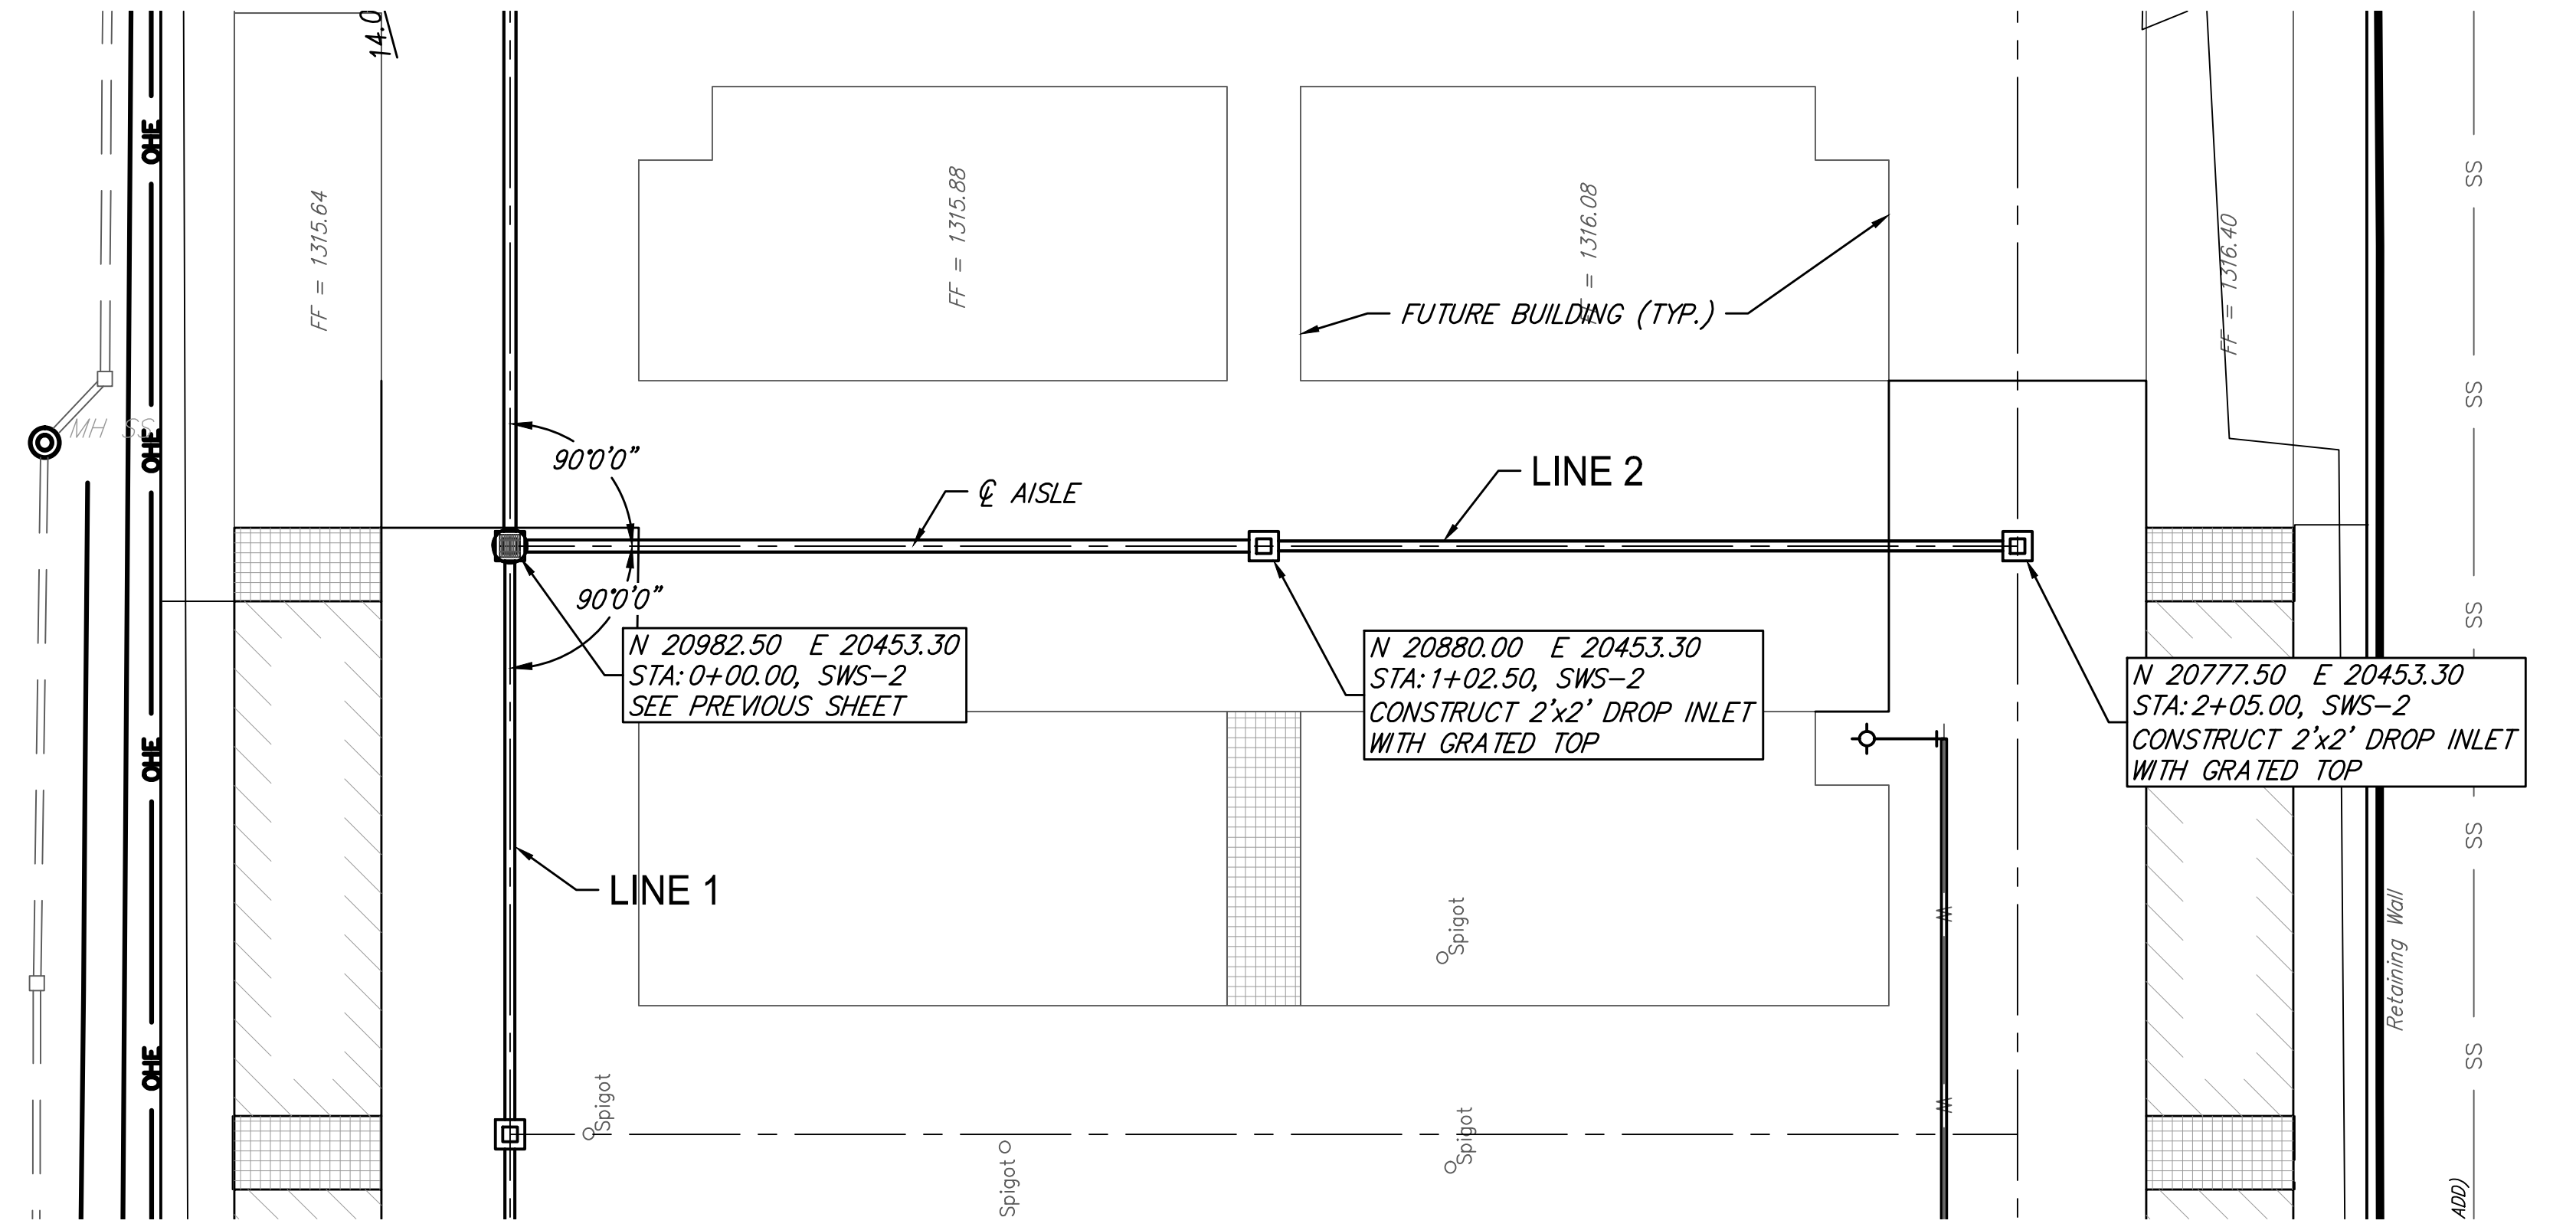 14.0
OHE
FF = 1315.64
FF = 1315.88
FF = 1316.08
FF = 1316.40
SS
FUTURE BUILDING (TYP.)
MH SS
OHE
SS
90°0'0"
℄ AISLE
LINE 2
90°0'0"
SS
N 20982.50 E 20453.30
STA: 0+00.00, SWS-2
SEE PREVIOUS SHEET
N 20880.00 E 20453.30
STA: 1+02.50, SWS-2
CONSTRUCT 2'x2' DROP INLET
WITH GRATED TOP
N 20777.50 E 20453.30
STA: 2+05.00, SWS-2
CONSTRUCT 2'x2' DROP INLET
WITH GRATED TOP
OHE
SS
LINE 1
Spigot
W
Retaining Wall
OHE
Spigot
Spigot
Spigot
W
SS
ADD)